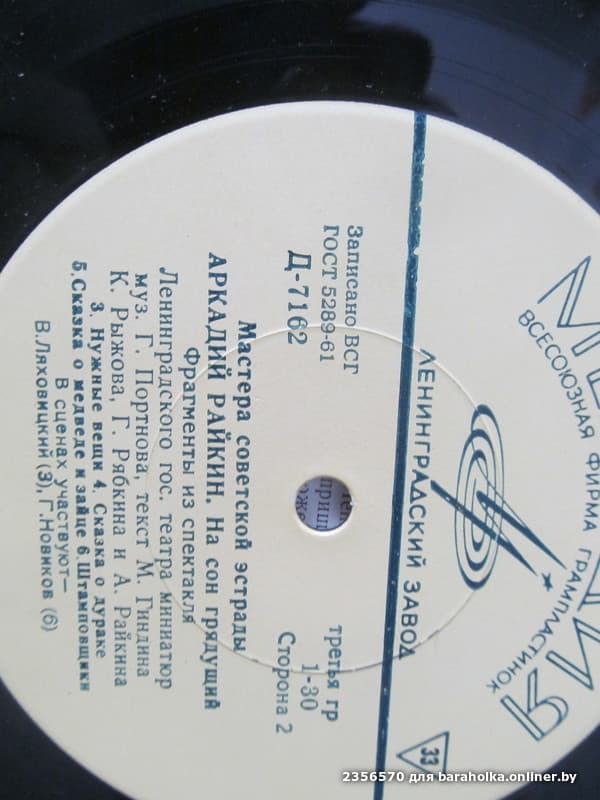 МЕЛОДИЯ
ВСЕСОЮЗНАЯ ФИРМА ГРАМПЛАСТИНОК
ЛЕНИНГРАДСКИЙ ЗАВОД
33
Записано ВСГ
ГОСТ 5289-61
Д-7162
третья гр
1-30
Сторона 2
Мастера советской эстрады
АРКАДИЙ РАЙКИН. На сон грядущий
Фрагменты из спектакля
Ленинградского гос. театра миниатюр
муз. Г. Портнова, текст М. Гиндина
К. Рыжова, Г. Рябкина и А. Райкина
3. Нужные вещи 4. Сказка о дураке
5.Сказка о медведе и зайце 6.Штамповщики
В сценах участвуют—
В.Ляховицкий (3), Г.Новиков (6)
2356570 для baraholka.onliner.by